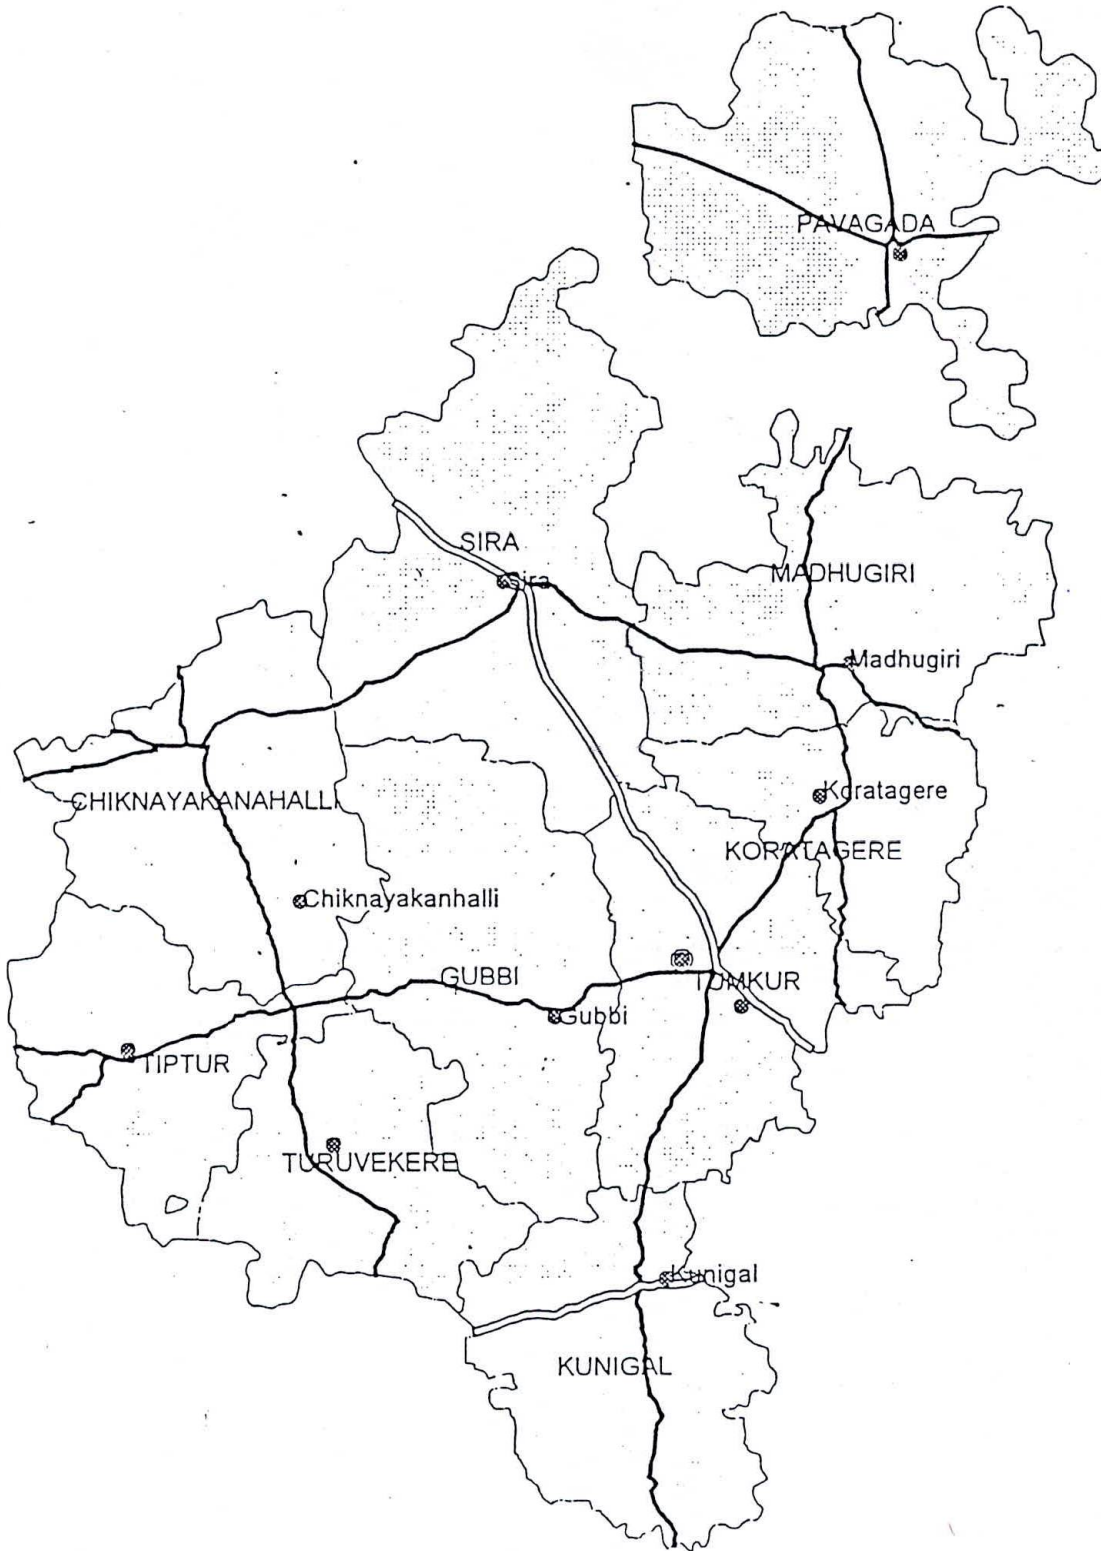 PAVAGADA
SIRA
Sira
MADHUGIRI
Madhugiri
CHIKNAYAKANAHALLI
Koratagere
KORATAGERE
Chiknayakanhalli
GUBBI
TUMKUR
Gubbi
TIPTUR
TURUVEKERE
Kunigal
KUNIGAL